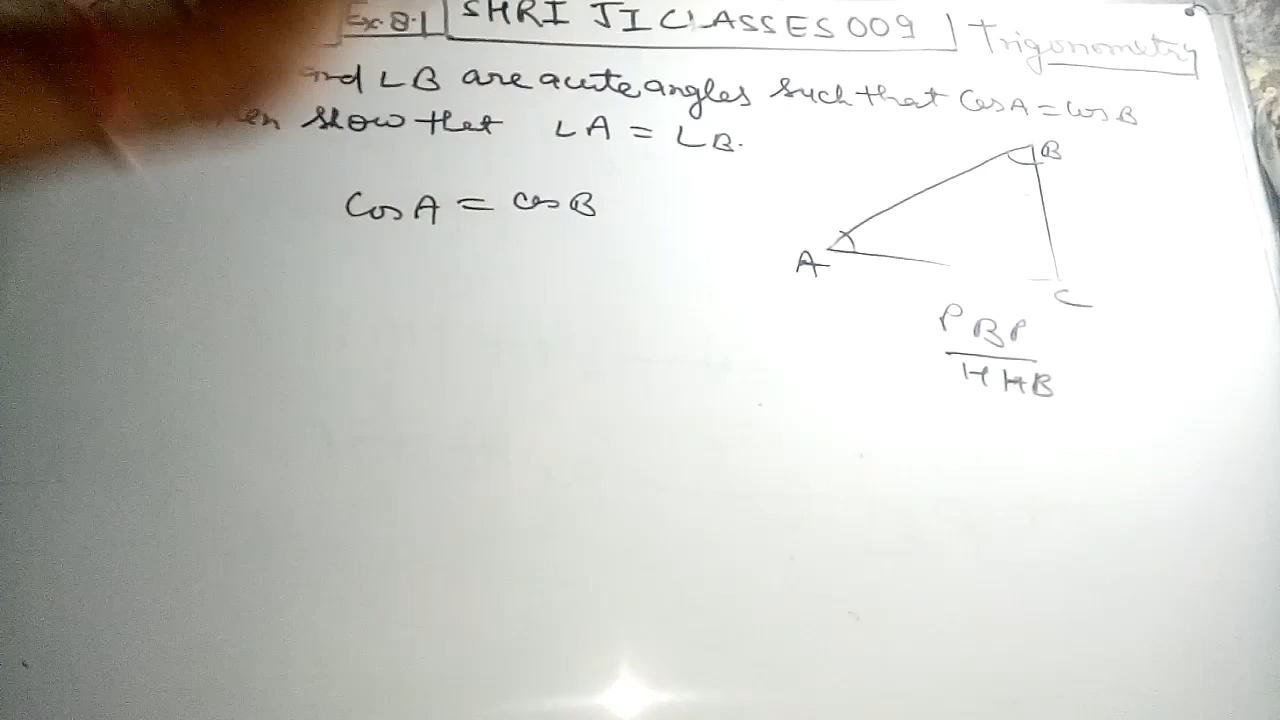 Ex. 8.1 SHRI JI CLASSES 009 Trigonometry
and ∠B are acute angles such that Cos A = cos B
show that ∠A = ∠B.
Cos A = cos B
B
A
C
P B P
H H B